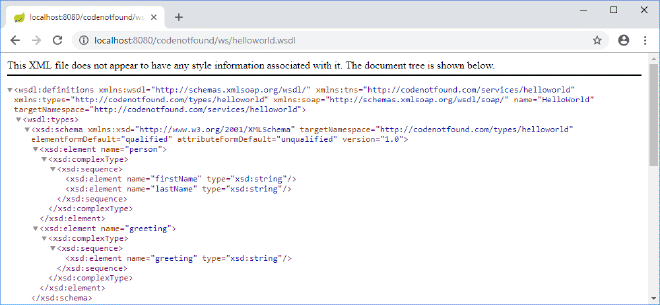 localhost:8080/codenotfound/ws
localhost:8080/codenotfound/ws/helloworld.wsdl
This XML file does not appear to have any style information associated with it. The document tree is shown below.
<wsdl:definitions xmlns:wsdl="http://schemas.xmlsoap.org/wsdl/" xmlns:tns="http://codenotfound.com/services/helloworld"
xmlns:types="http://codenotfound.com/types/helloworld" xmlns:soap="http://schemas.xmlsoap.org/wsdl/soap/" name="HelloWorld"
targetNamespace="http://codenotfound.com/services/helloworld">
<wsdl:types>
<xsd:schema xmlns:xsd="http://www.w3.org/2001/XMLSchema" targetNamespace="http://codenotfound.com/types/helloworld"
elementFormDefault="qualified" attributeFormDefault="unqualified" version="1.0">
<xsd:element name="person">
<xsd:complexType>
<xsd:sequence>
<xsd:element name="firstName" type="xsd:string"/>
<xsd:element name="lastName" type="xsd:string"/>
</xsd:sequence>
</xsd:complexType>
</xsd:element>
<xsd:element name="greeting">
<xsd:complexType>
<xsd:sequence>
<xsd:element name="greeting" type="xsd:string"/>
</xsd:sequence>
</xsd:complexType>
</xsd:element>
</xsd:schema>